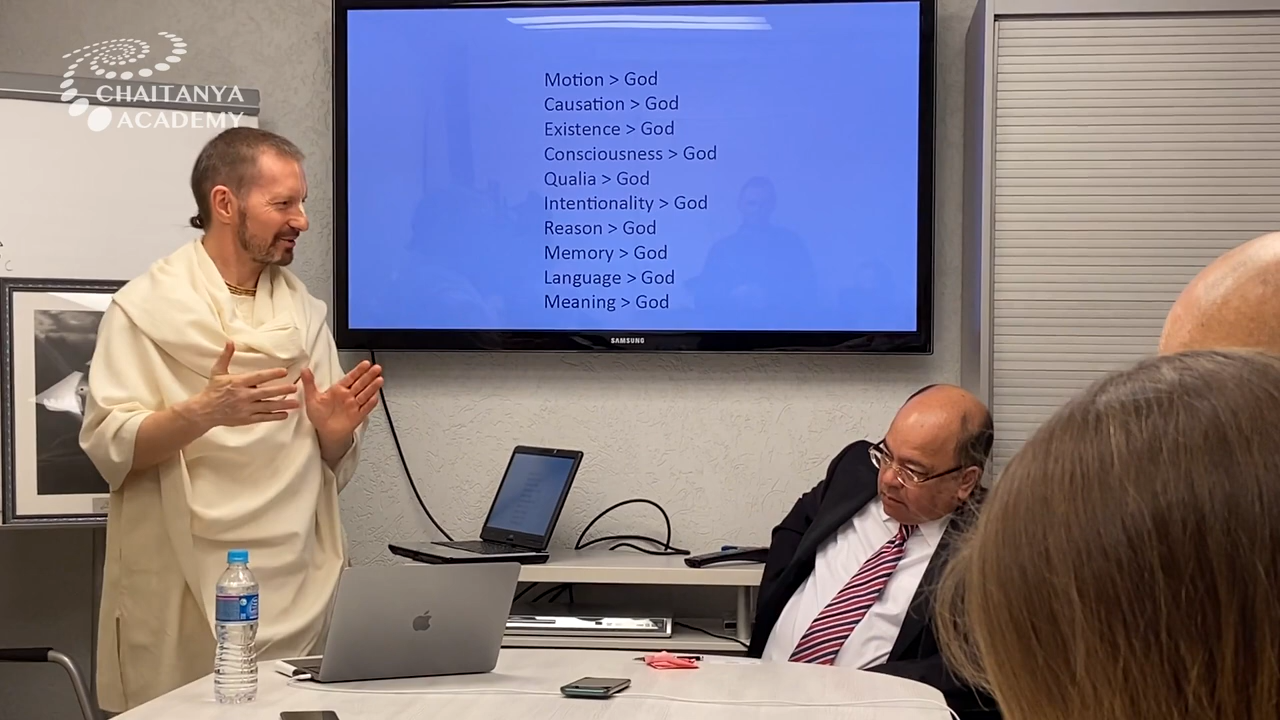 CHAITANYA
ACADEMY
Motion > God
Causation > God
Existence > God
Consciousness > God
Qualia > God
Intentionality > God
Reason > God
Memory > God
Language > God
Meaning > God
SAMSUNG